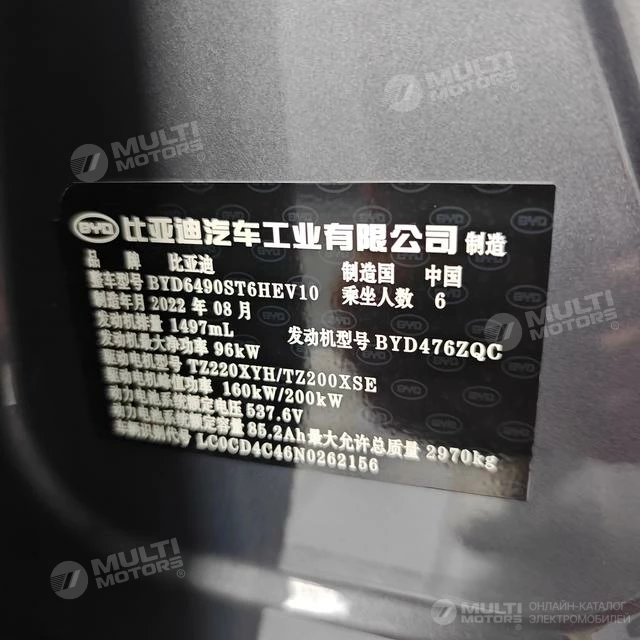 MULTI MOTORS
MULTI MOTORS
BYD 比亚迪汽车工业有限公司 制造
品 牌 比亚迪 制造国 中国
整车型号 BYD6490ST6HEV10 乘坐人数 6
制造年月 2022 年 08 月
发动机排量 1497mL 发动机型号 BYD476ZQC
发动机最大净功率 96kW
驱动电机型号 TZ220XYH/TZ200XSE
驱动电机峰值功率 160kW/200kW
动力电池系统额定电压 537.6V
动力电池系统额定容量 85.2Ah 最大允许总质量 2970kg
车辆识别代号 LC0CD4C46N0262156
MULTI MOTORS
MULTI MOTORS
MULTI MOTORS ОНЛАЙН-КАТАЛОГ ЭЛЕКТРОМОБИЛЕЙ